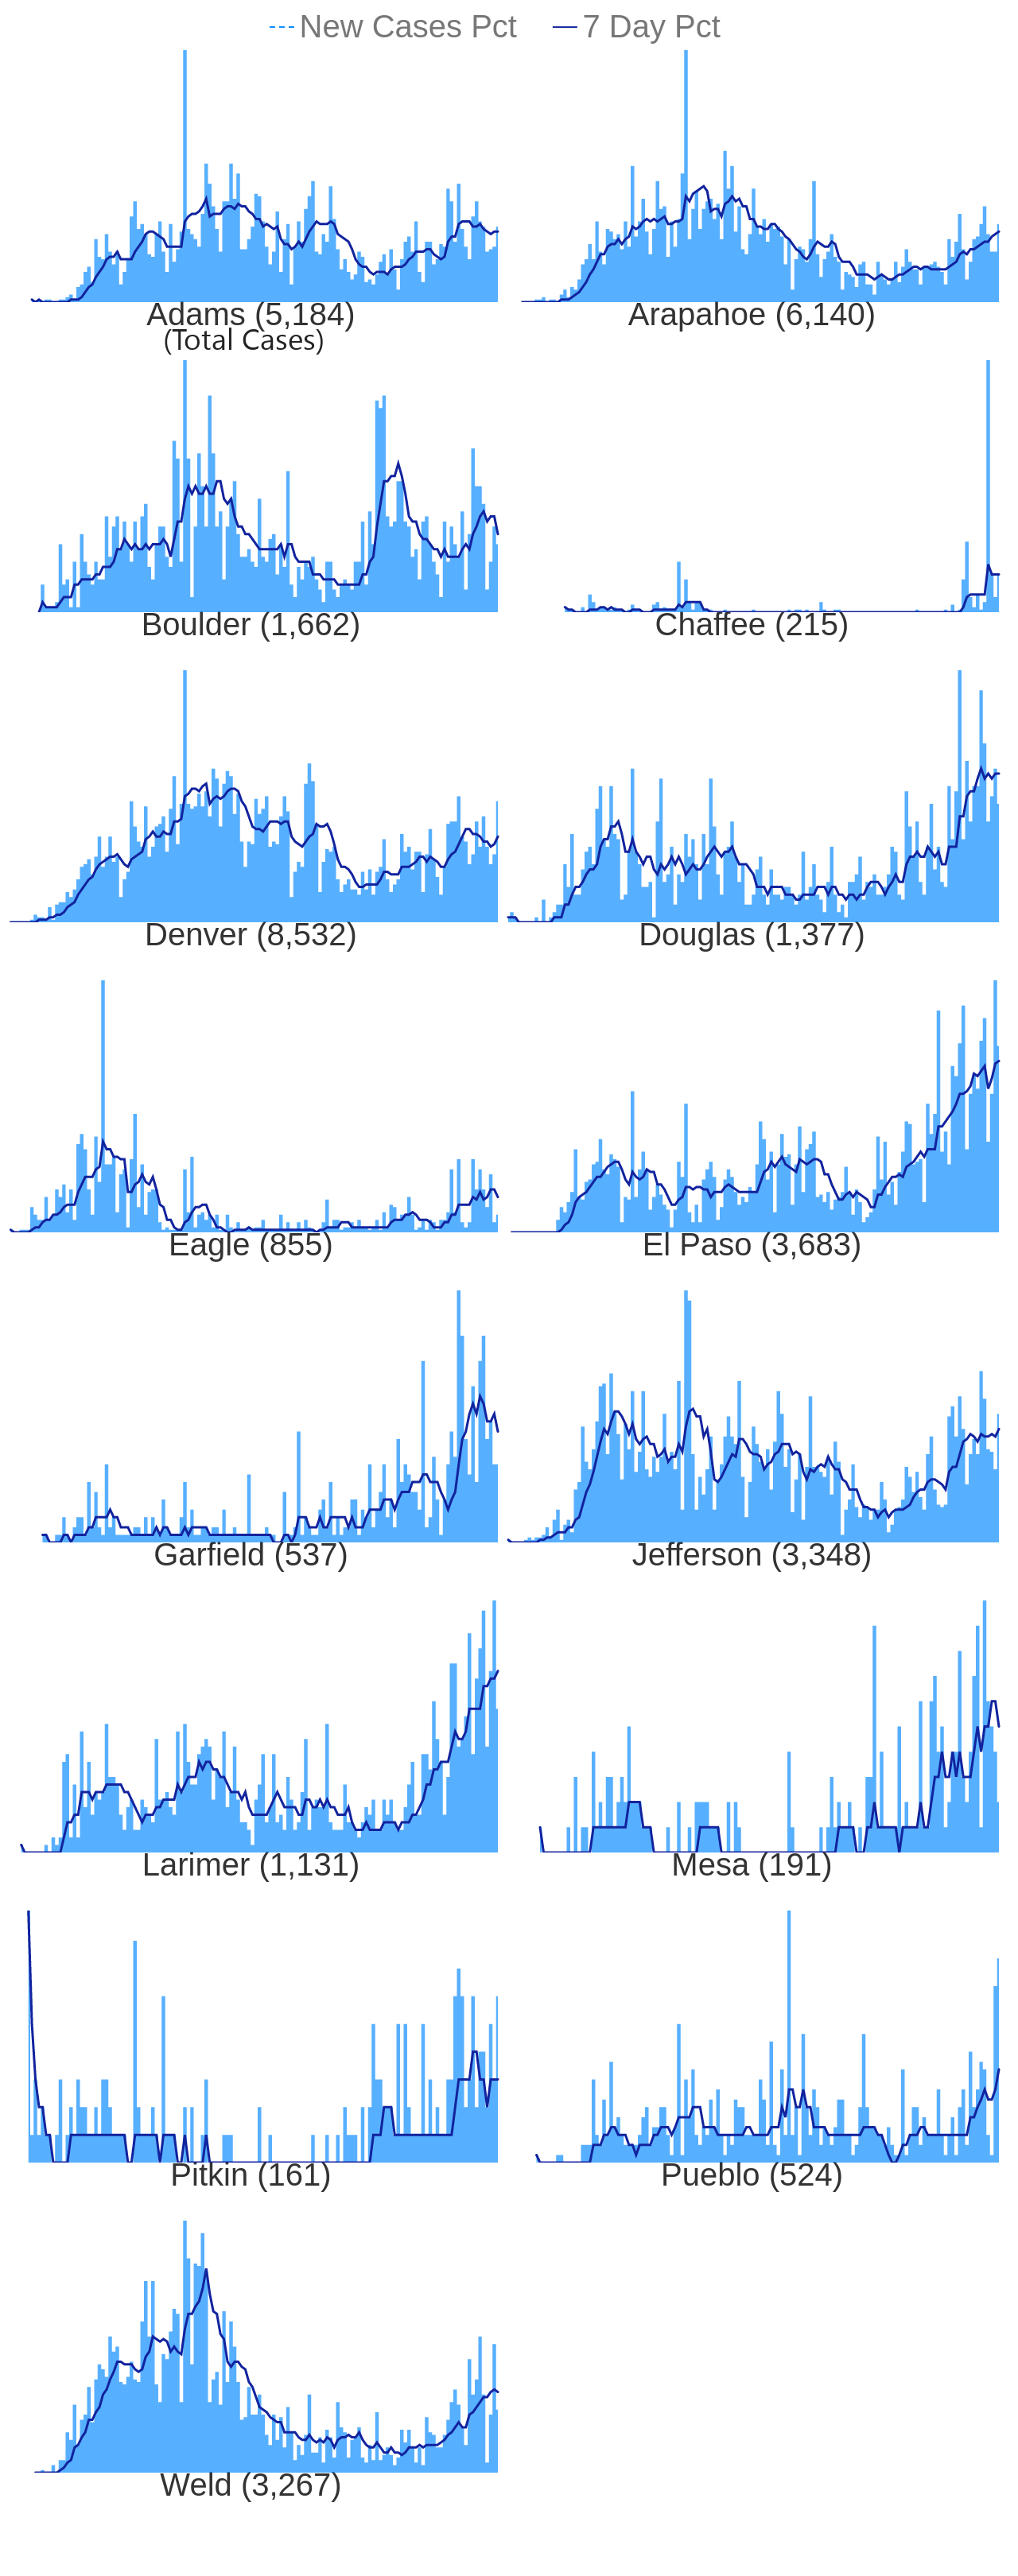 New Cases Pct 7 Day Pct
Adams (5,184) Arapahoe (6,140)
(Total Cases)
Boulder (1,662) Chaffee (215)
Denver (8,532) Douglas (1,377)
Eagle (855) El Paso (3,683)
Garfield (537) Jefferson (3,348)
Larimer (1,131) Mesa (191)
Pitkin (161) Pueblo (524)
Weld (3,267)